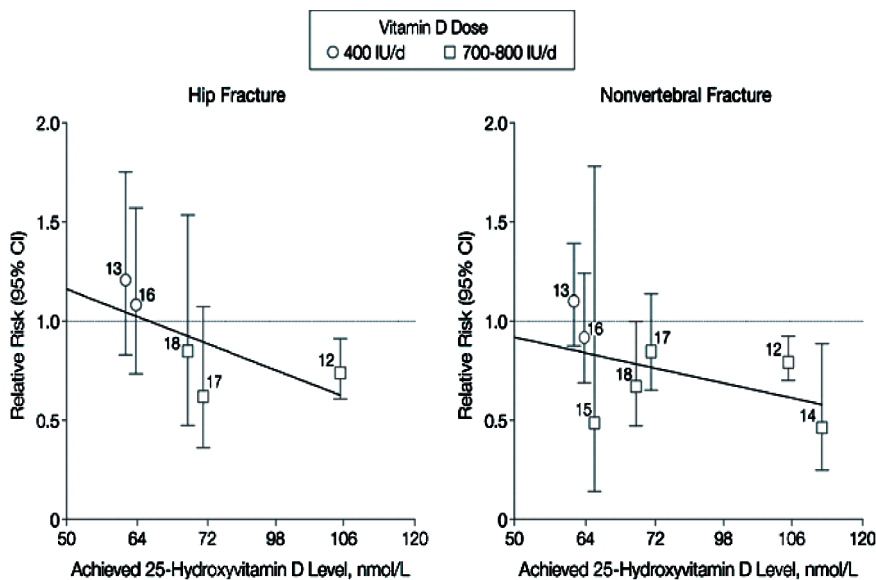 Vitamin D Dose
400 IU/d 700-800 IU/d
Hip Fracture
2.0
1.5
1.0
0.5
0
Relative Risk (95% CI)
13
16
18
17
12
50 64 72 98 106 120
Achieved 25-Hydroxyvitamin D Level, nmol/L
Nonvertebral Fracture
2.0
1.5
1.0
0.5
0
Relative Risk (95% CI)
13
16
15
18
17
12
14
50 64 72 98 106 120
Achieved 25-Hydroxyvitamin D Level, nmol/L